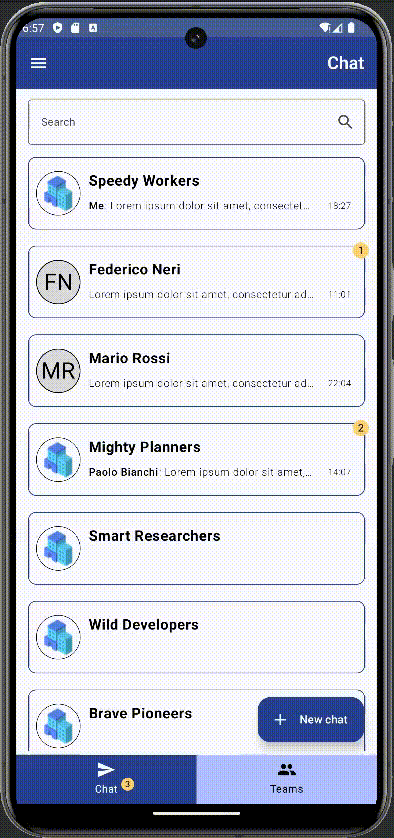 6:57
Chat
Search
Speedy Workers
Me: Lorem ipsum dolor sit amet, consectet... 18:27
1
FN
Federico Neri
Lorem ipsum dolor sit amet, consectetur ad... 11:01
MR
Mario Rossi
Lorem ipsum dolor sit amet, consectetur ad... 22:04
2
Mighty Planners
Paolo Bianchi: Lorem ipsum dolor sit amet,... 14:07
Smart Researchers
Wild Developers
Brave Pioneers
New chat
Chat 3
Teams